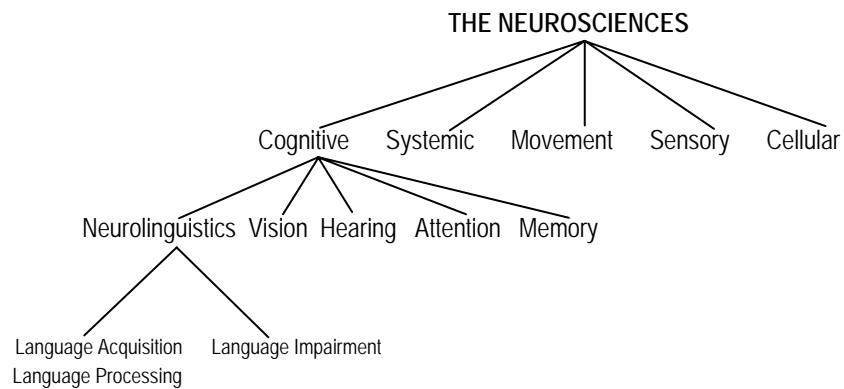 THE NEUROSCIENCES
Cognitive Systemic Movement Sensory Cellular
Neurolinguistics Vision Hearing Attention Memory
Language Acquisition Language Impairment
Language Processing